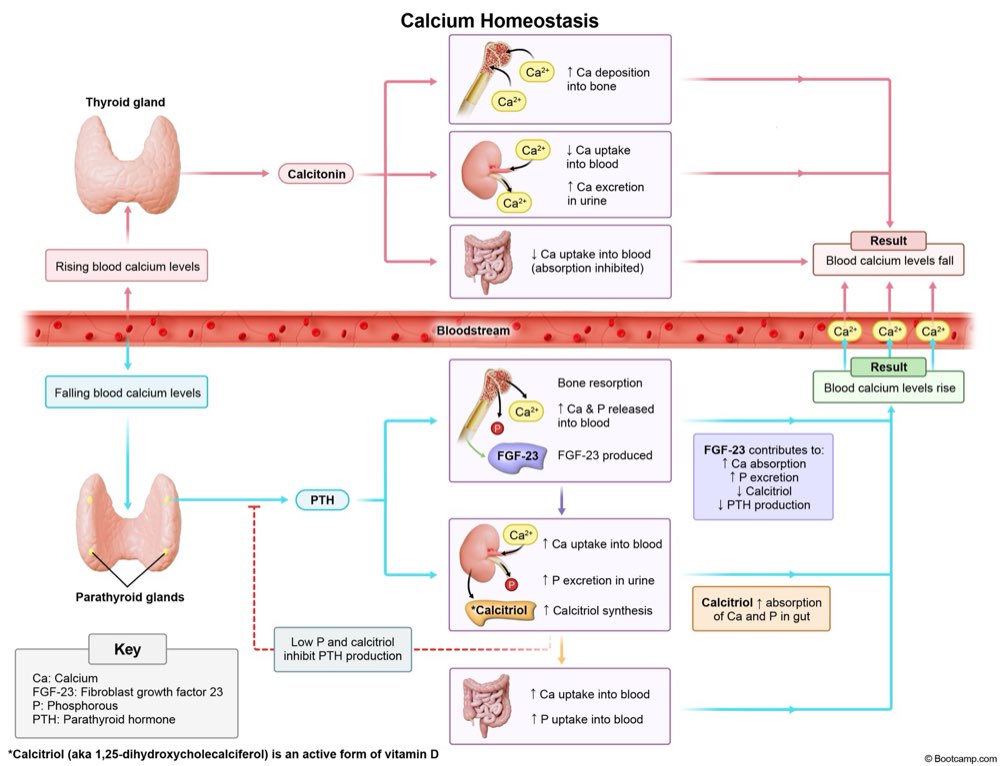 Calcium Homeostasis
Thyroid gland
Calcitonin
Rising blood calcium levels
Ca²⁺
Ca²⁺
↑ Ca deposition
into bone
Ca²⁺
Ca²⁺
↓ Ca uptake
into blood
↑ Ca excretion
in urine
↓ Ca uptake into blood
(absorption inhibited)
Result
Blood calcium levels fall
Bloodstream
Ca²⁺
Ca²⁺
Ca²⁺
Result
Blood calcium levels rise
Falling blood calcium levels
Parathyroid glands
PTH
Bone resorption
Ca²⁺
↑ Ca & P released
into blood
P
FGF-23
FGF-23 produced
FGF-23 contributes to:
↑ Ca absorption
↑ P excretion
↓ Calcitriol
↓ PTH production
Ca²⁺
↑ Ca uptake into blood
P
↑ P excretion in urine
*Calcitriol
↑ Calcitriol synthesis
Calcitriol ↑ absorption
of Ca and P in gut
Low P and calcitriol
inhibit PTH production
↑ Ca uptake into blood
↑ P uptake into blood
Key
Ca: Calcium
FGF-23: Fibroblast growth factor 23
P: Phosphorous
PTH: Parathyroid hormone
*Calcitriol (aka 1,25-dihydroxycholecalciferol) is an active form of vitamin D
© Bootcamp.com